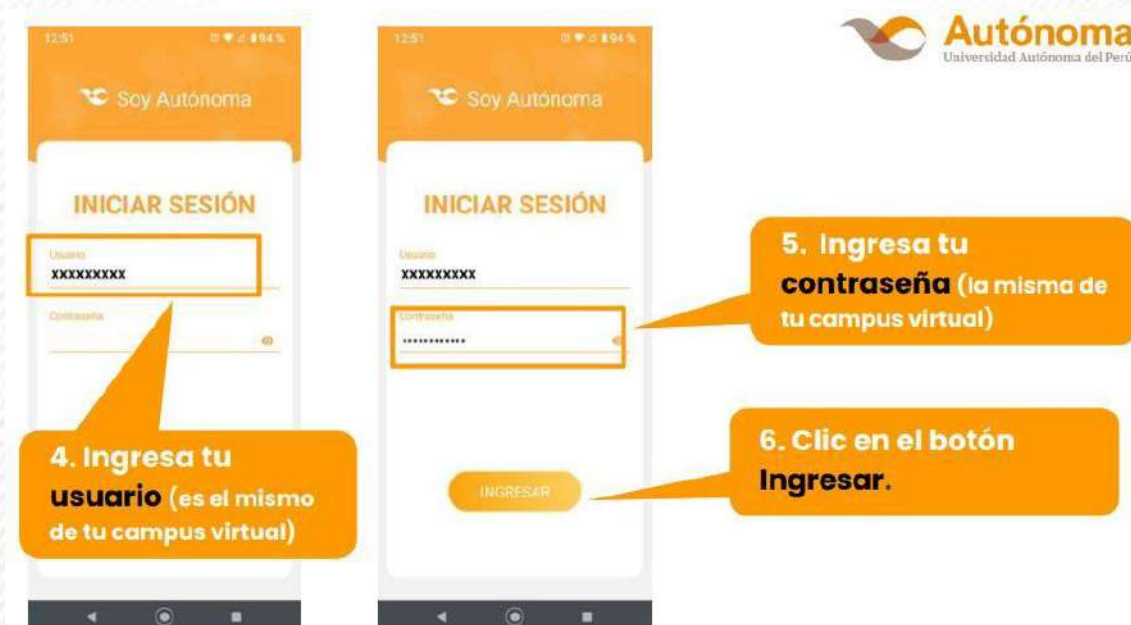 Autónoma
Universidad Autónoma del Perú
12:51
94%
Soy Autónoma
INICIAR SESIÓN
Usuario
XXXXXXXXX
Contraseña
4. Ingresa tu
usuario (es el mismo
de tu campus virtual)
12:51
94%
Soy Autónoma
INICIAR SESIÓN
Usuario
XXXXXXXXX
Contraseña
••••••••••••
INGRESAR
5. Ingresa tu
contraseña (la misma de
tu campus virtual)
6. Clic en el botón
Ingresar.